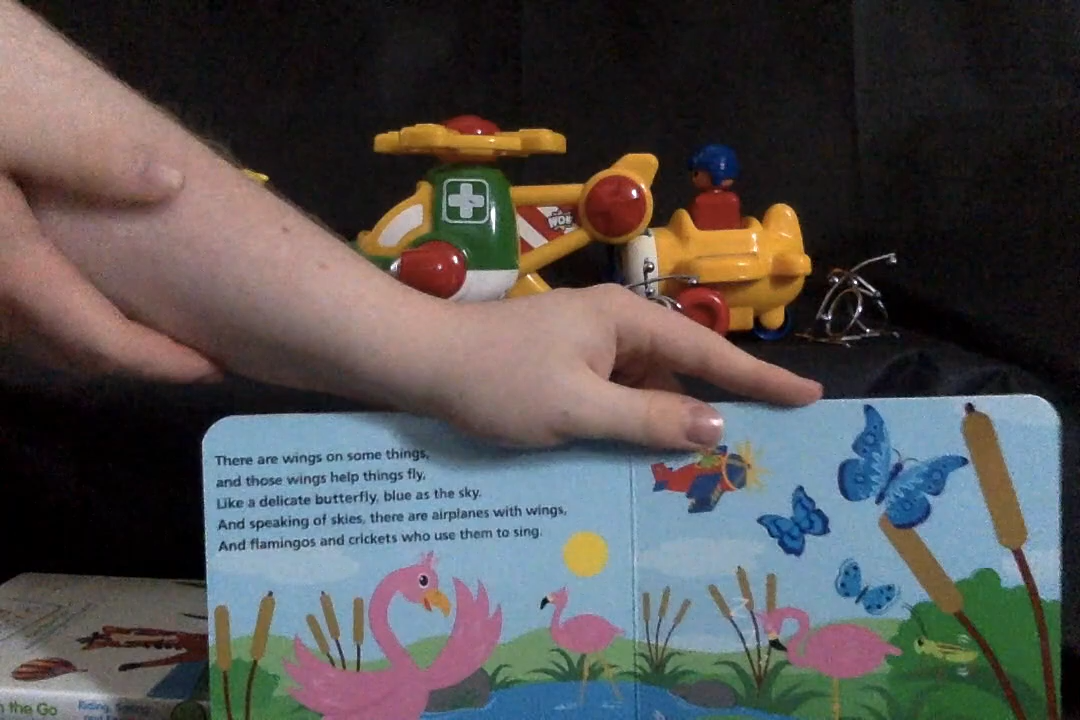 There are wings on some things,
and those wings help things fly,
Like a delicate butterfly, blue as the sky.
And speaking of skies, there are airplanes with wings,
And flamingos and crickets who use them to sing.
WOW
the Go
Riding,